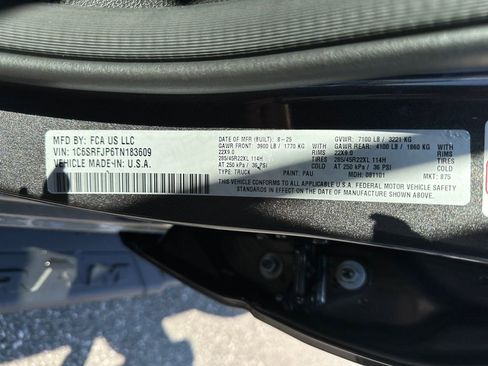 MFD BY: FCA US LLC
VIN: 1C6SRFJP6TN183609
VEHICLE MADE-IN: U.S.A.
DATE OF MFR (BUILT): 8-25
GAWR FRONT: 3900 LB / 1770 KG WITH
22X9.0 RIMS
285/45R22XL 114H TIRES
AT 250 kPa / 36 PSI COLD
TYPE: TRUCK PAINT: PAU
GVWR: 7100 LB / 3221 KG
GAWR REAR: 4100 LB / 1860 KG WITH
22X9.0 RIMS
285/45R22XL 114H TIRES
AT 250 kPa / 36 PSI COLD
MDH: 081101 MKT: 875
THIS VEHICLE CONFORMS TO ALL APPLICABLE U.S.A. FEDERAL MOTOR VEHICLE SAFETY
STANDARDS IN EFFECT ON THE DATE OF MANUFACTURE SHOWN ABOVE.